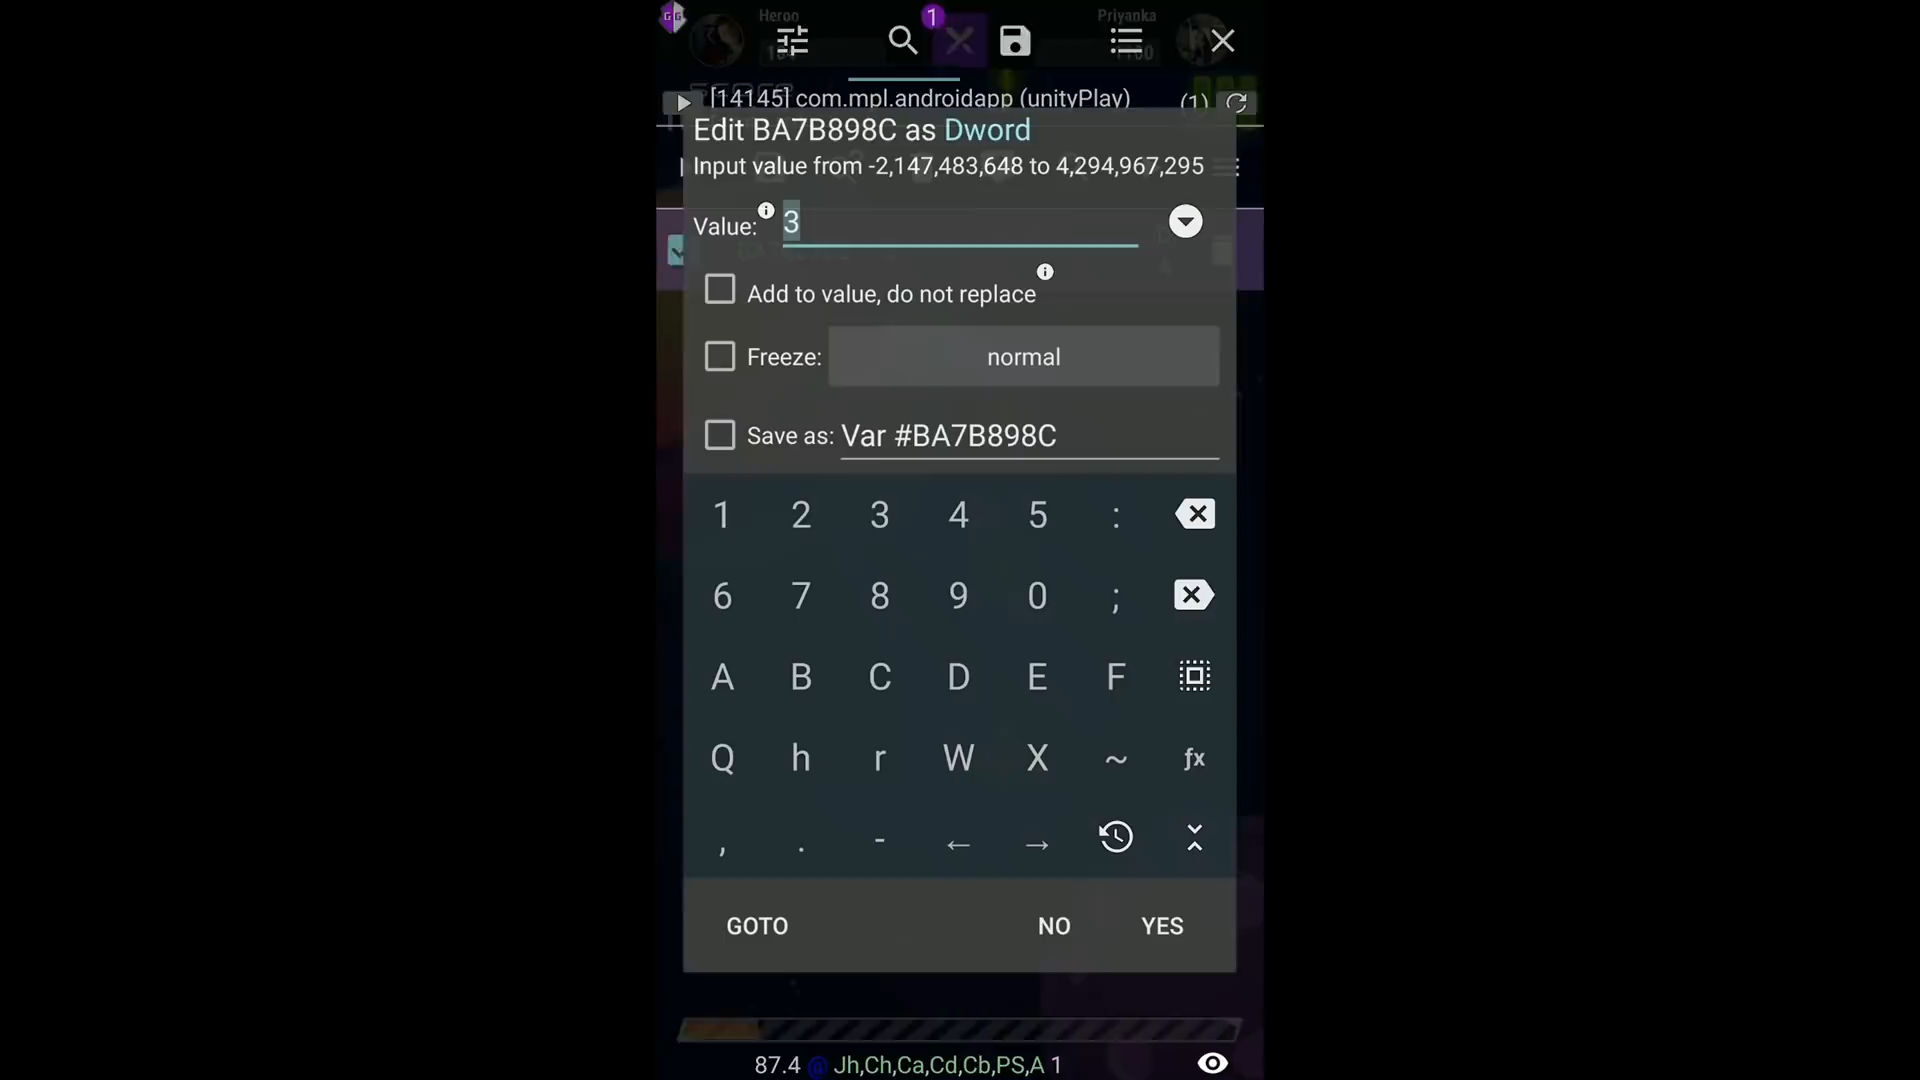 Heroo
Priyanka
1
[14145] com.mpl.androidapp (unityPlay) (1)
Edit BA7B898C as Dword
Input value from -2,147,483,648 to 4,294,967,295
Value: 3
Add to value, do not replace
Freeze: normal
Save as: Var #BA7B898C
1 2 3 4 5 :
6 7 8 9 0 ;
A B C D E F
Q h r W X ~ ƒx
, . - ← →
GOTO NO YES
87.4 @ Jh,Ch,Ca,Cd,Cb,PS,A 1